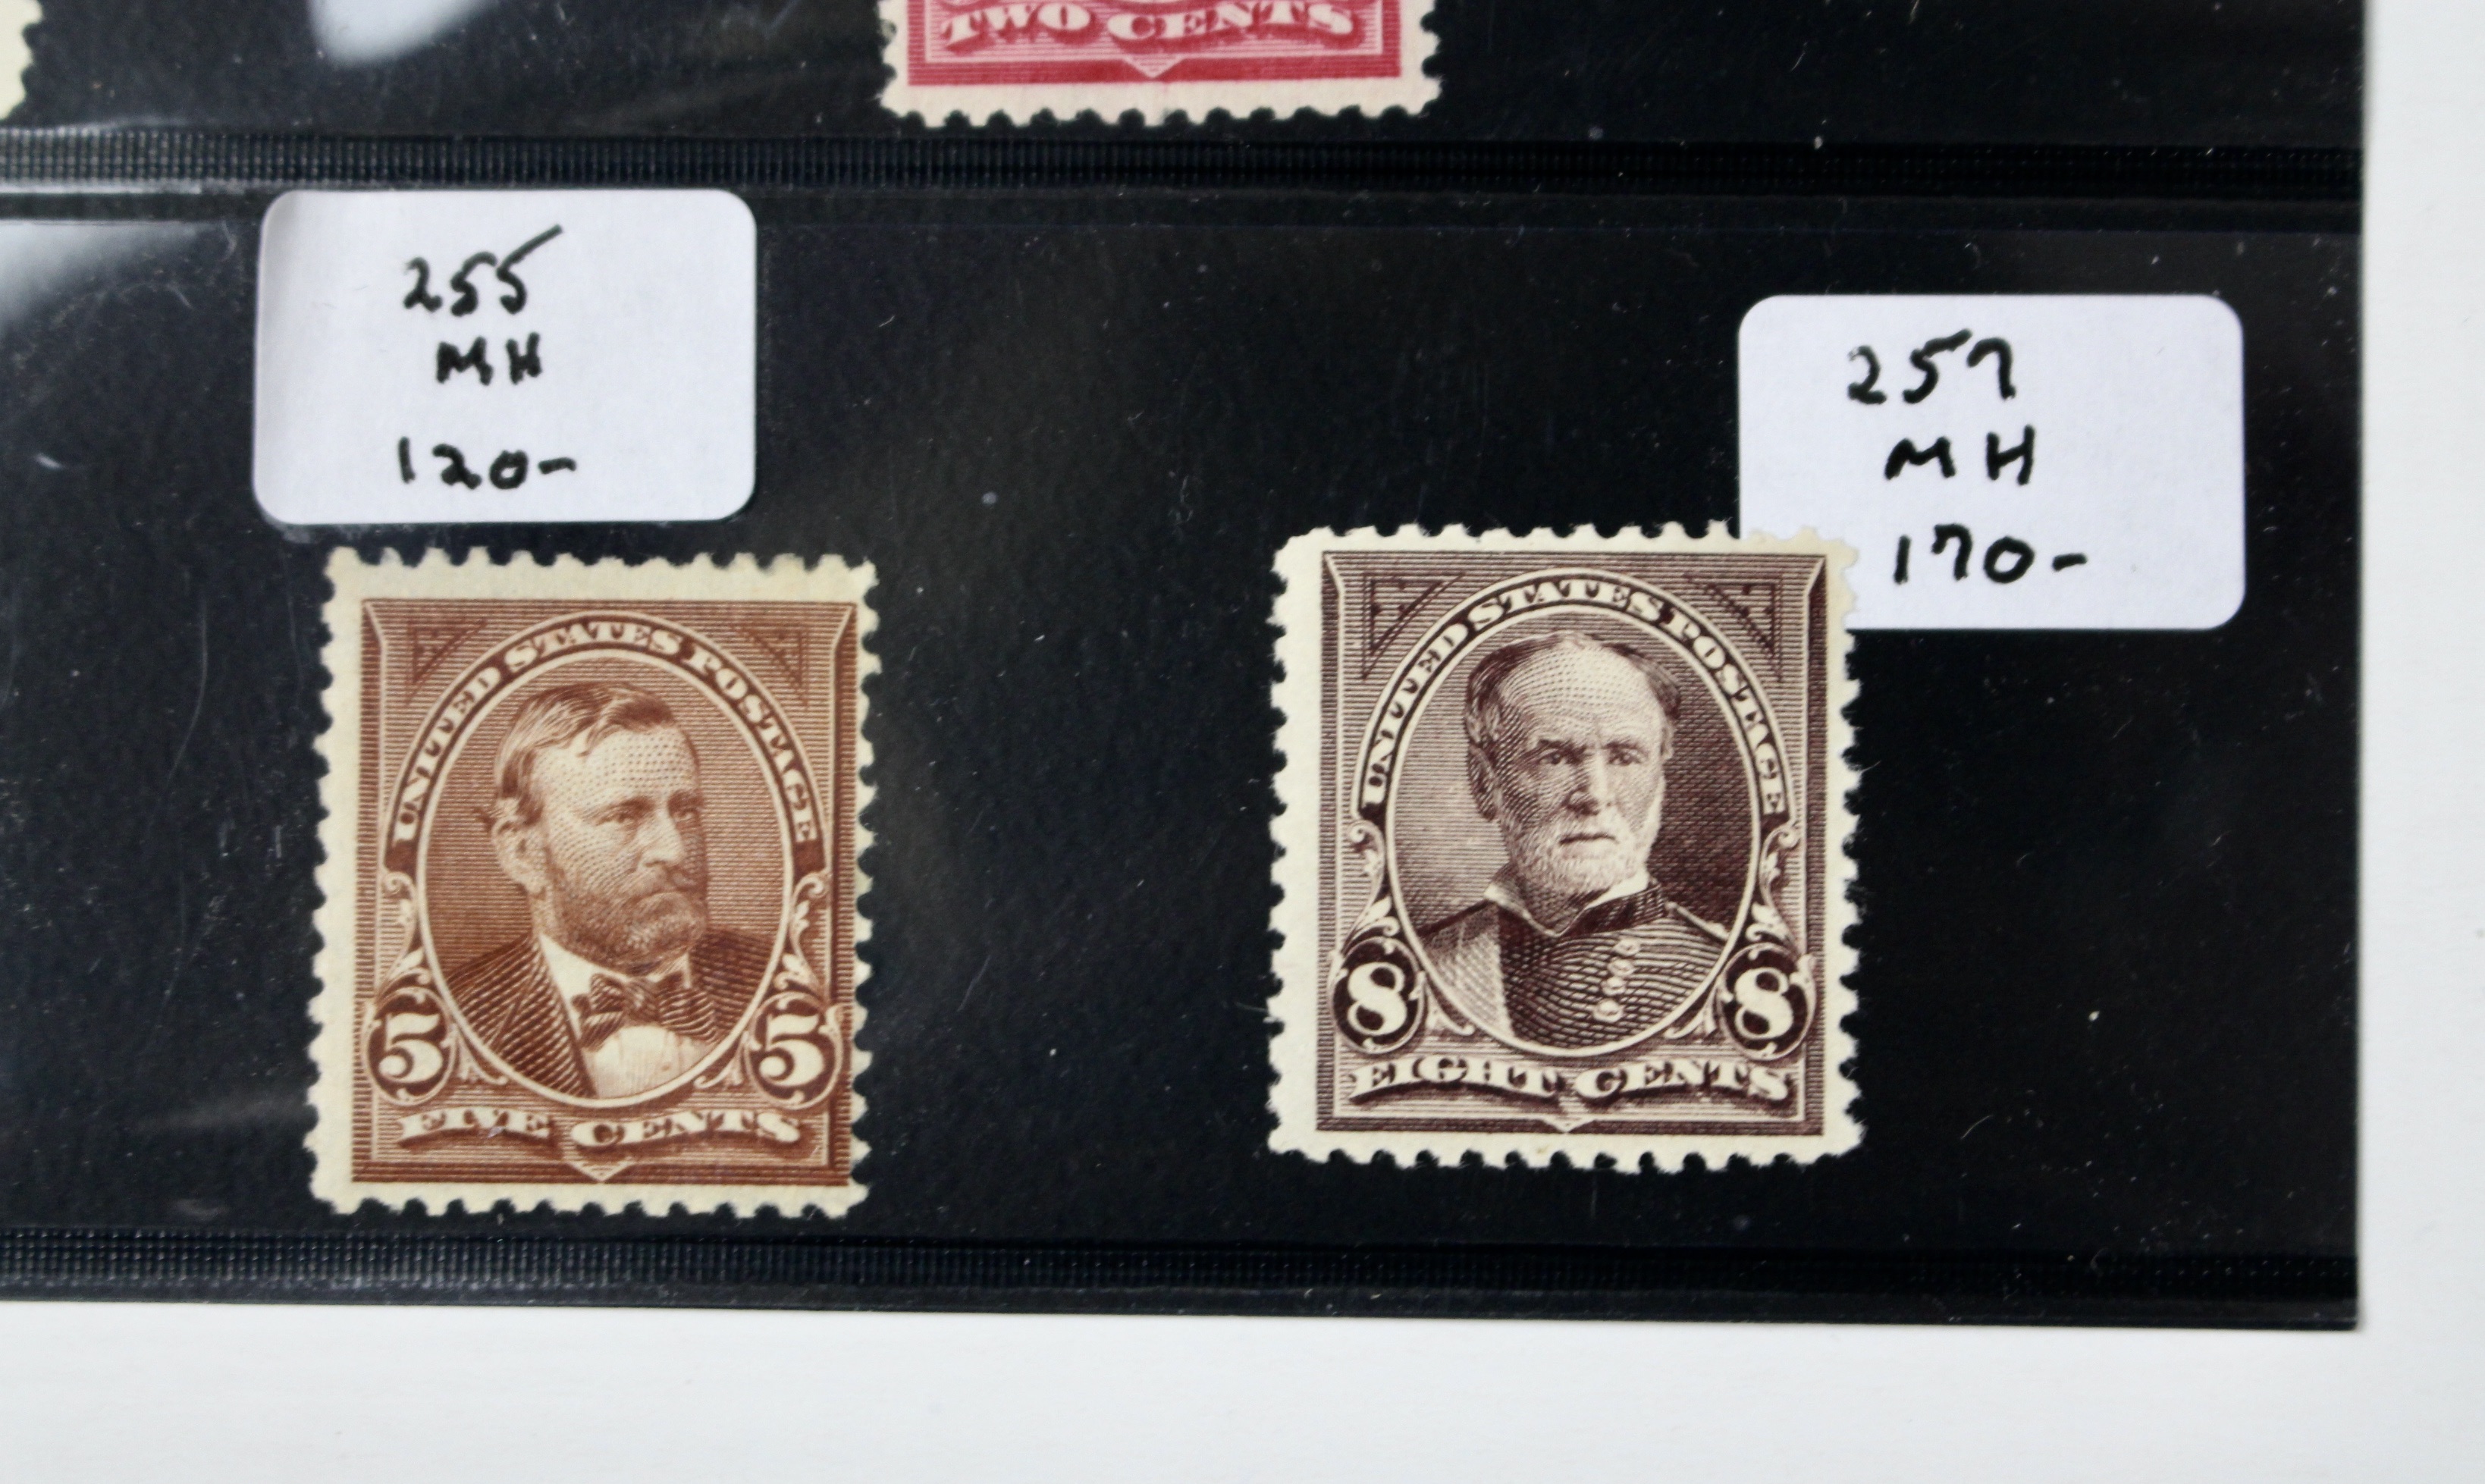 TWO CENTS
255
MH
120-
257
MH
170-
UNITED STATES POSTAGE
5 5
FIVE CENTS
UNITED STATES POSTAGE
8 8
EIGHT CENTS